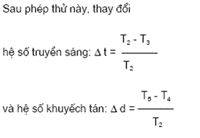 Sau phép thử này, thay đổi
hệ số truyền sáng: Δ t = T₂ - T₃ / T₂
và hệ số khuyếch tán: Δ d = T₅ - T₄ / T₂